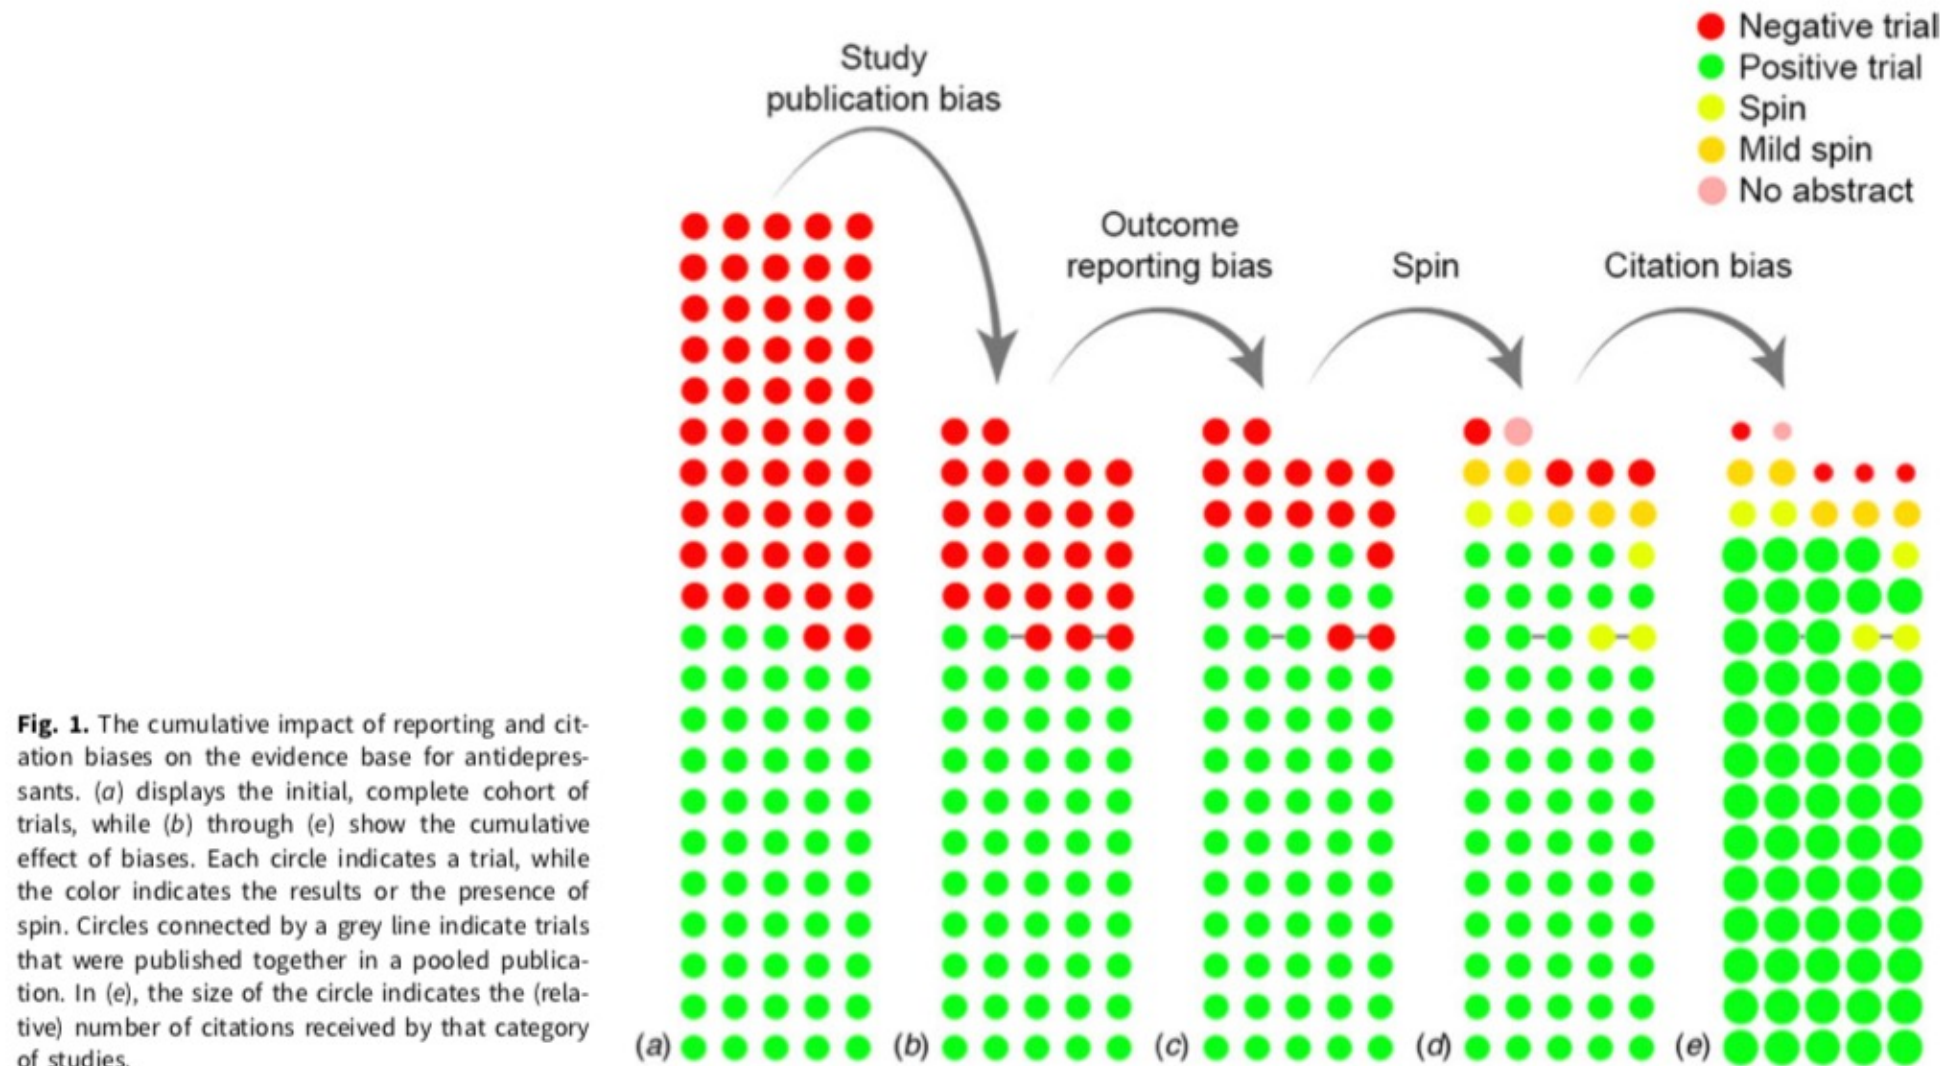 Negative trial
Positive trial
Spin
Mild spin
No abstract
Study
publication bias
Outcome
reporting bias
Spin
Citation bias
Fig. 1. The cumulative impact of reporting and cit-
ation biases on the evidence base for antidepres-
sants. (a) displays the initial, complete cohort of
trials, while (b) through (e) show the cumulative
effect of biases. Each circle indicates a trial, while
the color indicates the results or the presence of
spin. Circles connected by a grey line indicate trials
that were published together in a pooled publica-
tion. In (e), the size of the circle indicates the (rela-
tive) number of citations received by that category
of studies.
(a)
(b)
(c)
(d)
(e)